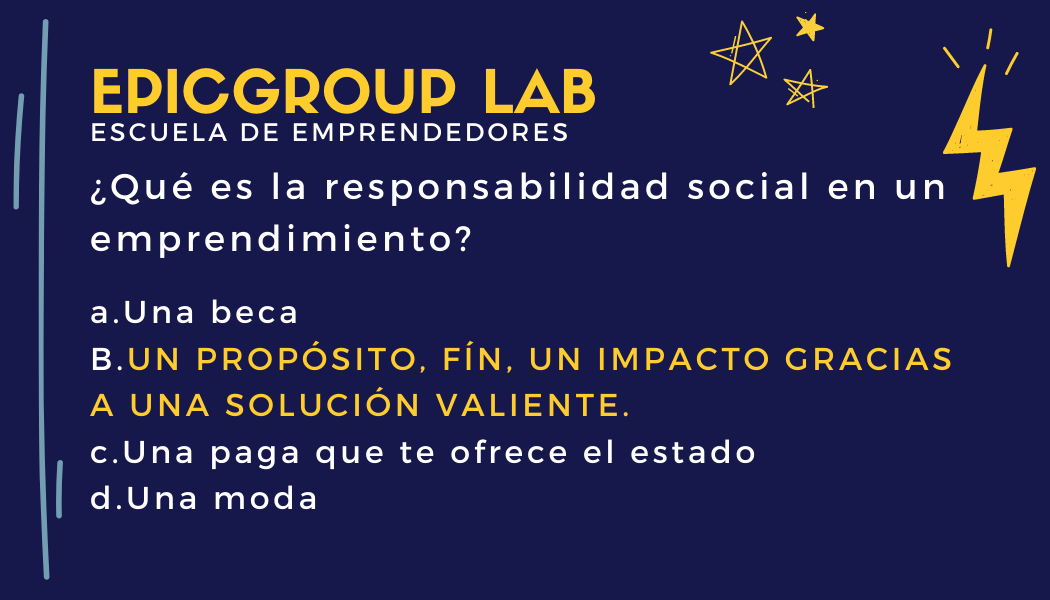 EPICGROUP LAB
ESCUELA DE EMPRENDEDORES
¿Qué es la responsabilidad social en un
emprendimiento?
a.Una beca
B.UN PROPÓSITO, FÍN, UN IMPACTO GRACIAS
A UNA SOLUCIÓN VALIENTE.
c.Una paga que te ofrece el estado
d.Una moda